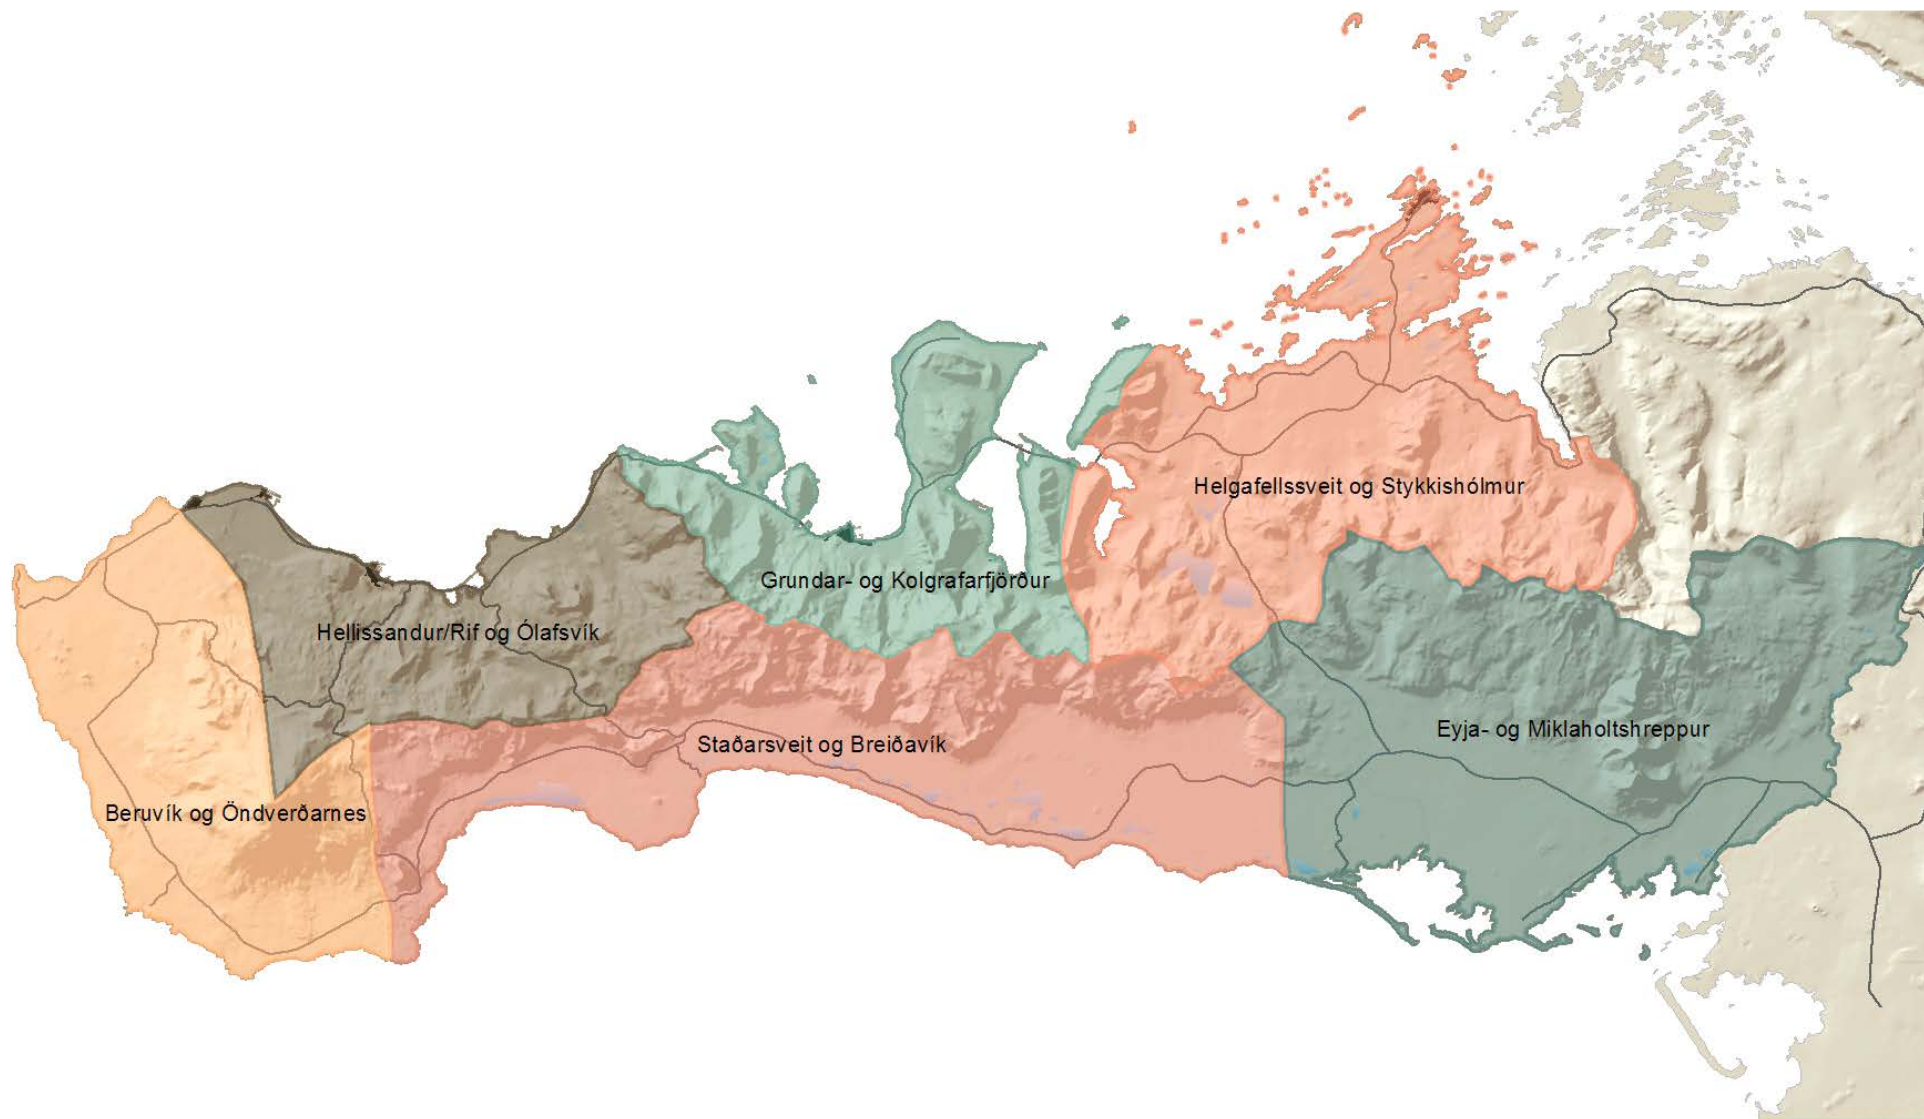 Helgafellssveit og Stykkishólmur
Grundar- og Kolgrafarfjörður
Hellissandur/Rif og Ólafsvík
Eyja- og Miklaholtshreppur
Staðarsveit og Breiðavík
Beruvík og Öndverðarnes